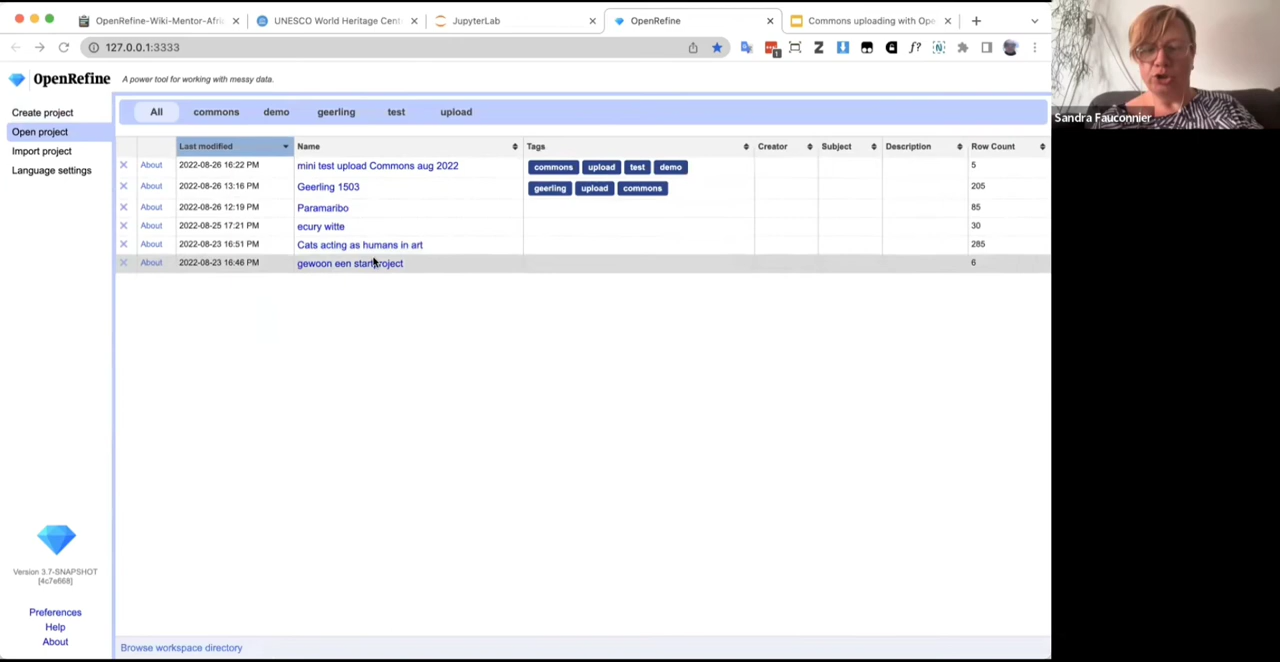 OpenRefine-Wiki-Mentor-Afri
UNESCO World Heritage Cent
JupyterLab
OpenRefine
Commons uploading with Ope
127.0.0.1:3333
OpenRefine A power tool for working with messy data.
Create project
Open project
Import project
Language settings
All commons demo geerling test upload
Last modified Name Tags Creator Subject Description Row Count
About 2022-08-26 16:22 PM mini test upload Commons aug 2022 commons upload test demo 5
About 2022-08-26 13:16 PM Geerling 1503 geerling upload commons 205
About 2022-08-26 12:19 PM Paramaribo 85
About 2022-08-25 17:21 PM ecury witte 30
About 2022-08-23 16:51 PM Cats acting as humans in art 285
About 2022-08-23 16:46 PM gewoon een startproject 6
Version 3.7-SNAPSHOT
[4c7e668]
Preferences
Help
About
Browse workspace directory
Sandra Fauconnier